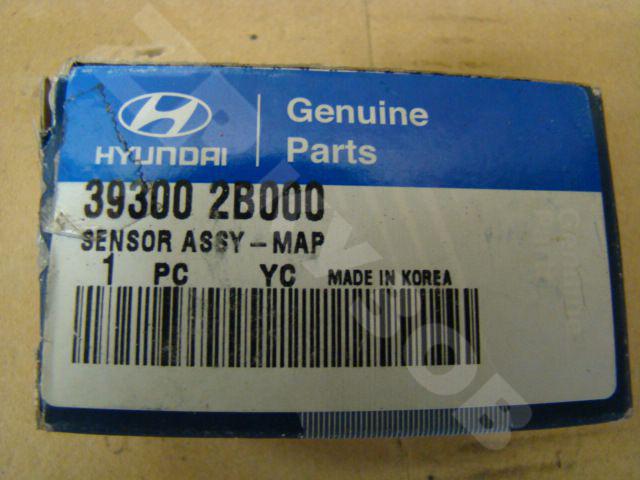 HYUNDAI
Genuine
Parts
39300 2B000
SENSOR ASSY-MAP
1 PC YC MADE IN KOREA